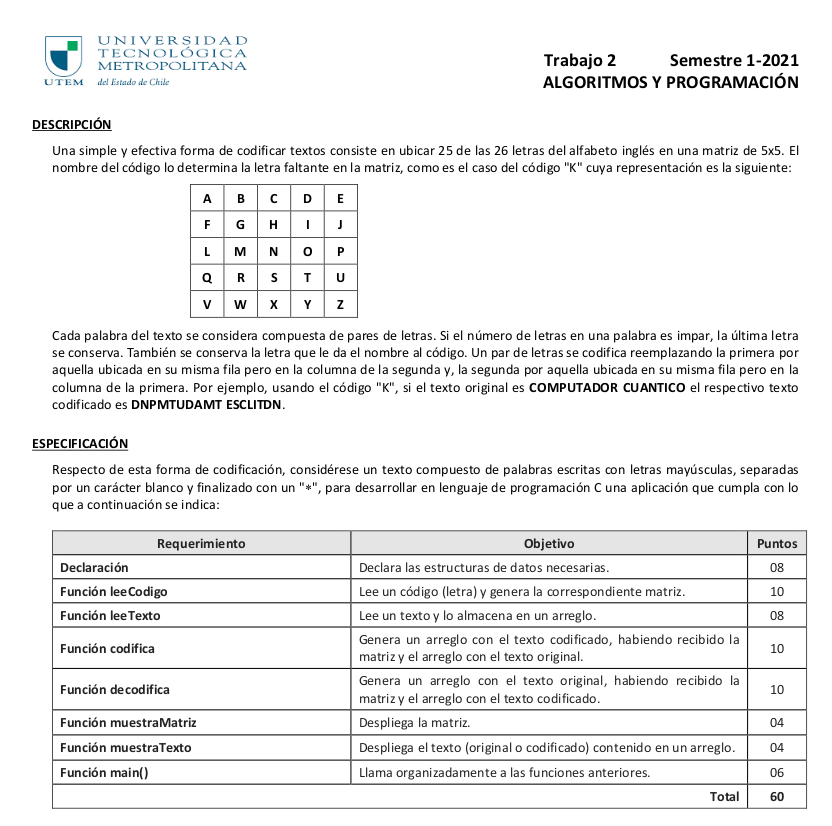 UNIVERSIDAD
TECNOLÓGICA
METROPOLITANA
UTEM del Estado de Chile
Trabajo 2 Semestre 1-2021
ALGORITMOS Y PROGRAMACIÓN
DESCRIPCIÓN
Una simple y efectiva forma de codificar textos consiste en ubicar 25 de las 26 letras del alfabeto inglés en una matriz de 5x5. El
nombre del código lo determina la letra faltante en la matriz, como es el caso del código "K" cuya representación es la siguiente:
A B C D E
F G H I J
L M N O P
Q R S T U
V W X Y Z
Cada palabra del texto se considera compuesta de pares de letras. Si el número de letras en una palabra es impar, la última letra
se conserva. También se conserva la letra que le da el nombre al código. Un par de letras se codifica reemplazando la primera por
aquella ubicada en su misma fila pero en la columna de la segunda y, la segunda por aquella ubicada en su misma fila pero en la
columna de la primera. Por ejemplo, usando el código "K", si el texto original es COMPUTADOR CUANTICO el respectivo texto
codificado es DNPMTUDAMT ESCLITDN.
ESPECIFICACIÓN
Respecto de esta forma de codificación, considérese un texto compuesto de palabras escritas con letras mayúsculas, separadas
por un carácter blanco y finalizado con un "*", para desarrollar en lenguaje de programación C una aplicación que cumpla con lo
que a continuación se indica:
Requerimiento Objetivo Puntos
Declaración Declara las estructuras de datos necesarias. 08
Función leeCodigo Lee un código (letra) y genera la correspondiente matriz. 10
Función leeTexto Lee un texto y lo almacena en un arreglo. 08
Función codifica Genera un arreglo con el texto codificado, habiendo recibido la
matriz y el arreglo con el texto original. 10
Función decodifica Genera un arreglo con el texto original, habiendo recibido la
matriz y el arreglo con el texto codificado. 10
Función muestraMatriz Despliega la matriz. 04
Función muestraTexto Despliega el texto (original o codificado) contenido en un arreglo. 04
Función main() Llama organizadamente a las funciones anteriores. 06
Total 60